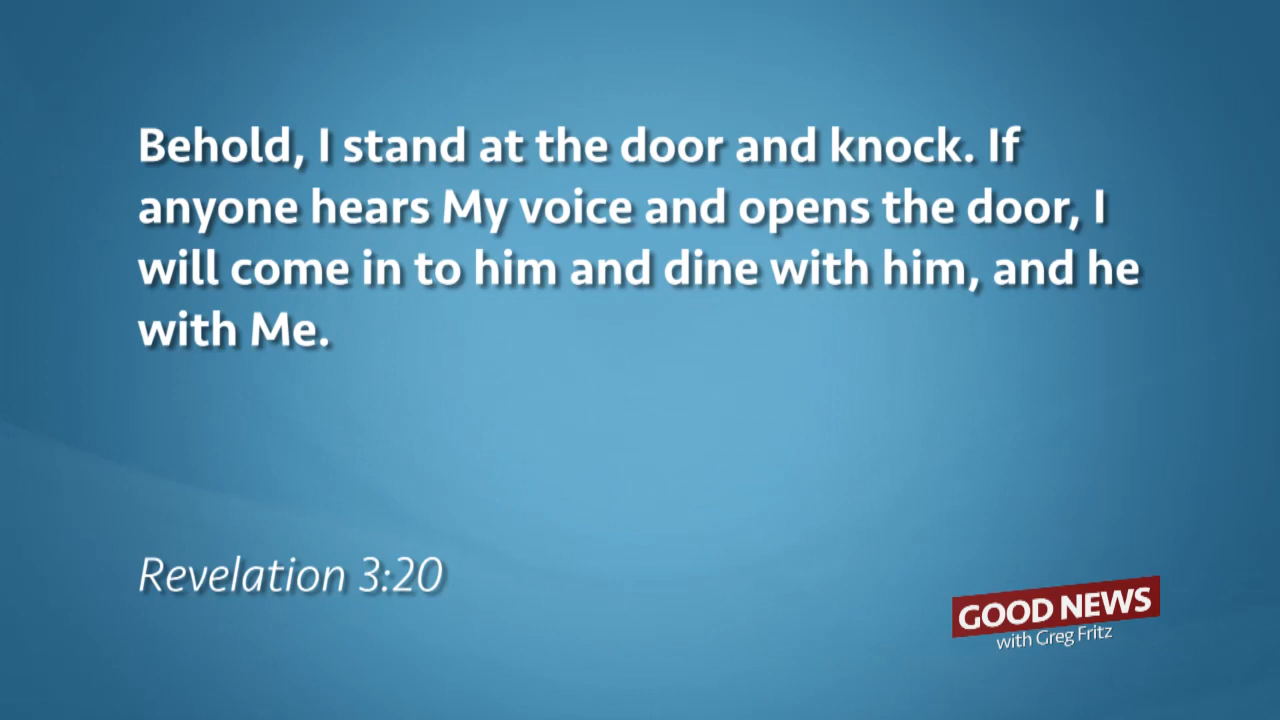 Behold, I stand at the door and knock. If
anyone hears My voice and opens the door, I
will come in to him and dine with him, and he
with Me.
Revelation 3:20
GOOD NEWS
with Greg Fritz